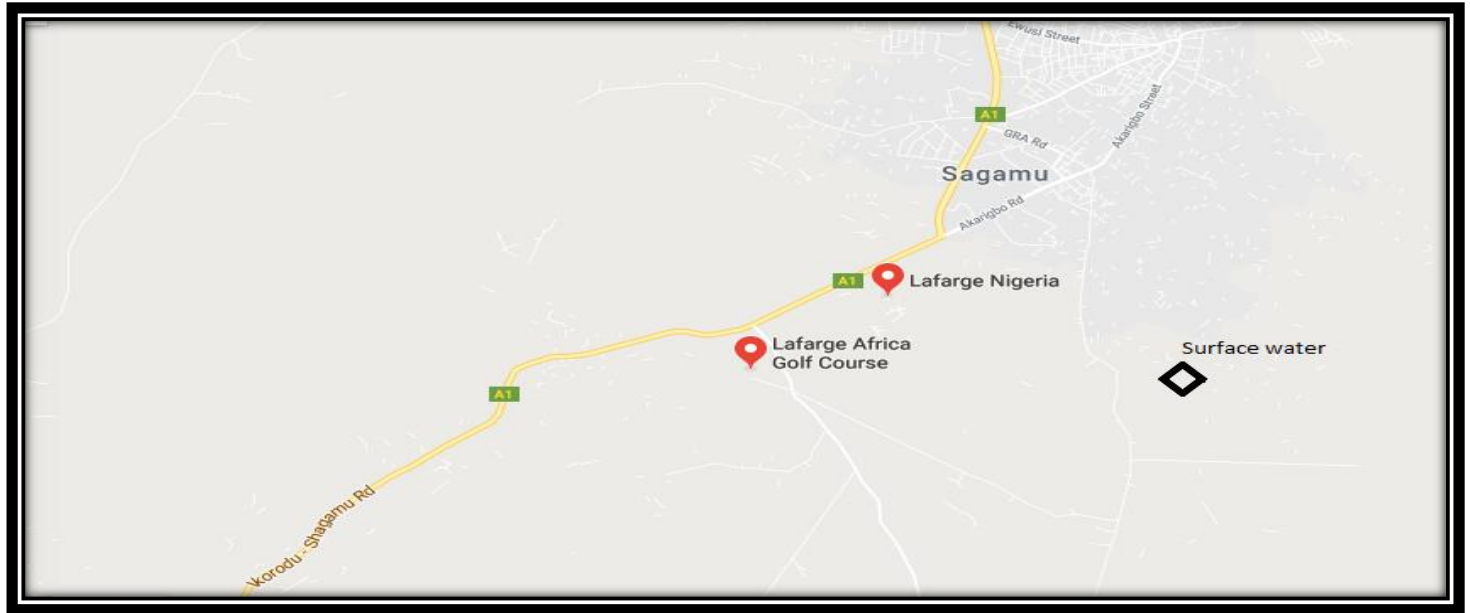 Ewusi Street
A1
GRA Rd
Akarigbo Street
Sagamu
Akarigbo Rd
A1
Lafarge Nigeria
Lafarge Africa
Golf Course
Surface water
A1
Ikorodu - Shagamu Rd